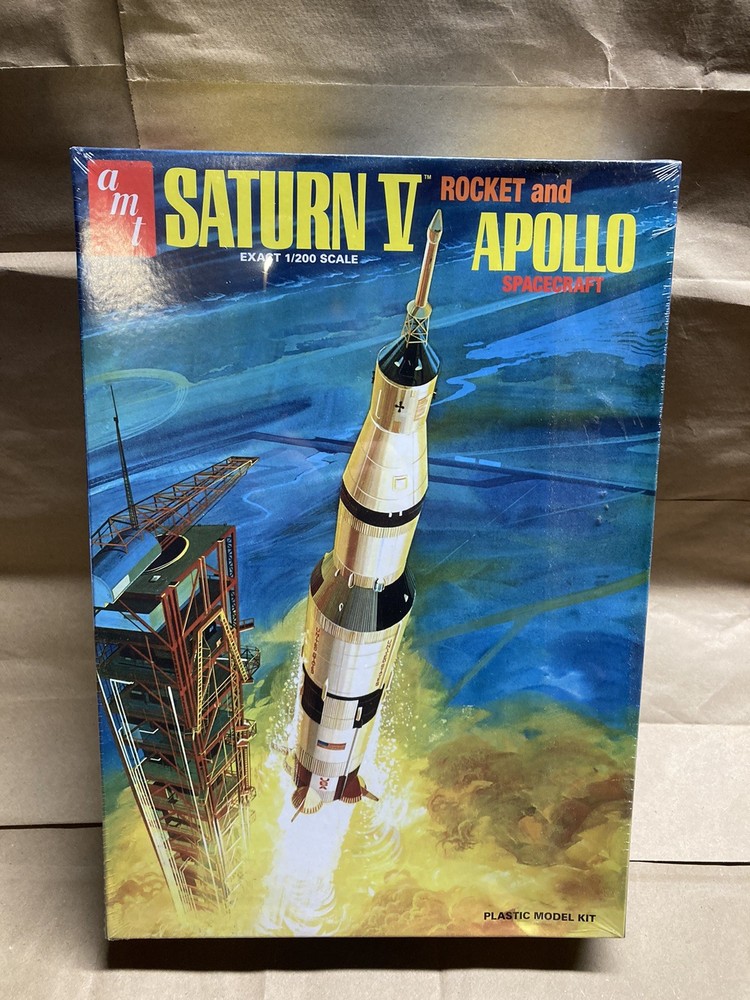 amt
SATURN V™
EXACT 1/200 SCALE
ROCKET and
APOLLO
SPACECRAFT
PLASTIC MODEL KIT